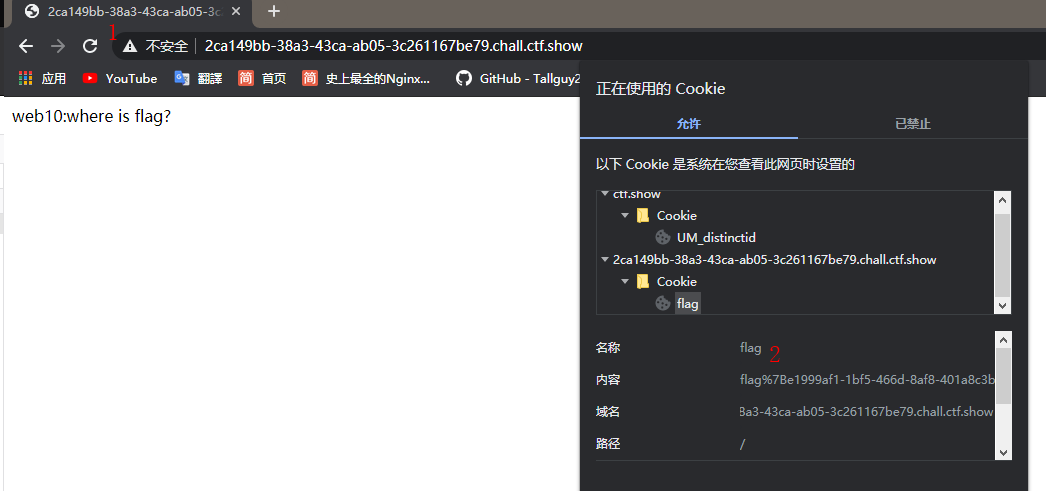 2ca149bb-38a3-43ca-ab05-3c
1
不安全 2ca149bb-38a3-43ca-ab05-3c261167be79.chall.ctf.show
应用 YouTube 翻譯 简 首页 简 史上最全的Nginx... GitHub - Tallguy2
web10:where is flag?
正在使用的 Cookie
允许 已禁止
以下 Cookie 是系统在您查看此网页时设置的
ctf.show
Cookie
UM_distinctid
2ca149bb-38a3-43ca-ab05-3c261167be79.chall.ctf.show
Cookie
flag
名称 flag 2
内容 flag%7Be1999af1-1bf5-466d-8af8-401a8c3b
域名 8a3-43ca-ab05-3c261167be79.chall.ctf.show
路径 /